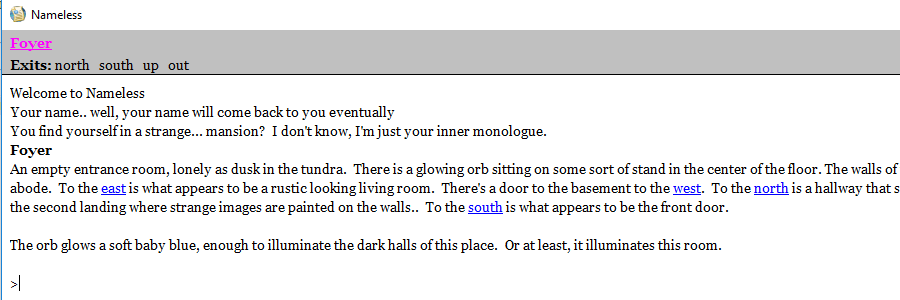 Nameless
Foyer
Exits: north south up out
Welcome to Nameless
Your name.. well, your name will come back to you eventually
You find yourself in a strange... mansion? I don't know, I'm just your inner monologue.
Foyer
An empty entrance room, lonely as dusk in the tundra. There is a glowing orb sitting on some sort of stand in the center of the floor. The walls of
abode. To the east is what appears to be a rustic looking living room. There's a door to the basement to the west. To the north is a hallway that s
the second landing where strange images are painted on the walls.. To the south is what appears to be the front door.
The orb glows a soft baby blue, enough to illuminate the dark halls of this place. Or at least, it illuminates this room.
>